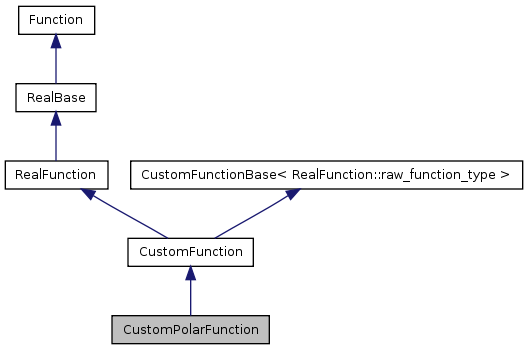 Function
RealBase
RealFunction
CustomFunctionBase< RealFunction::raw_function_type >
CustomFunction
CustomPolarFunction